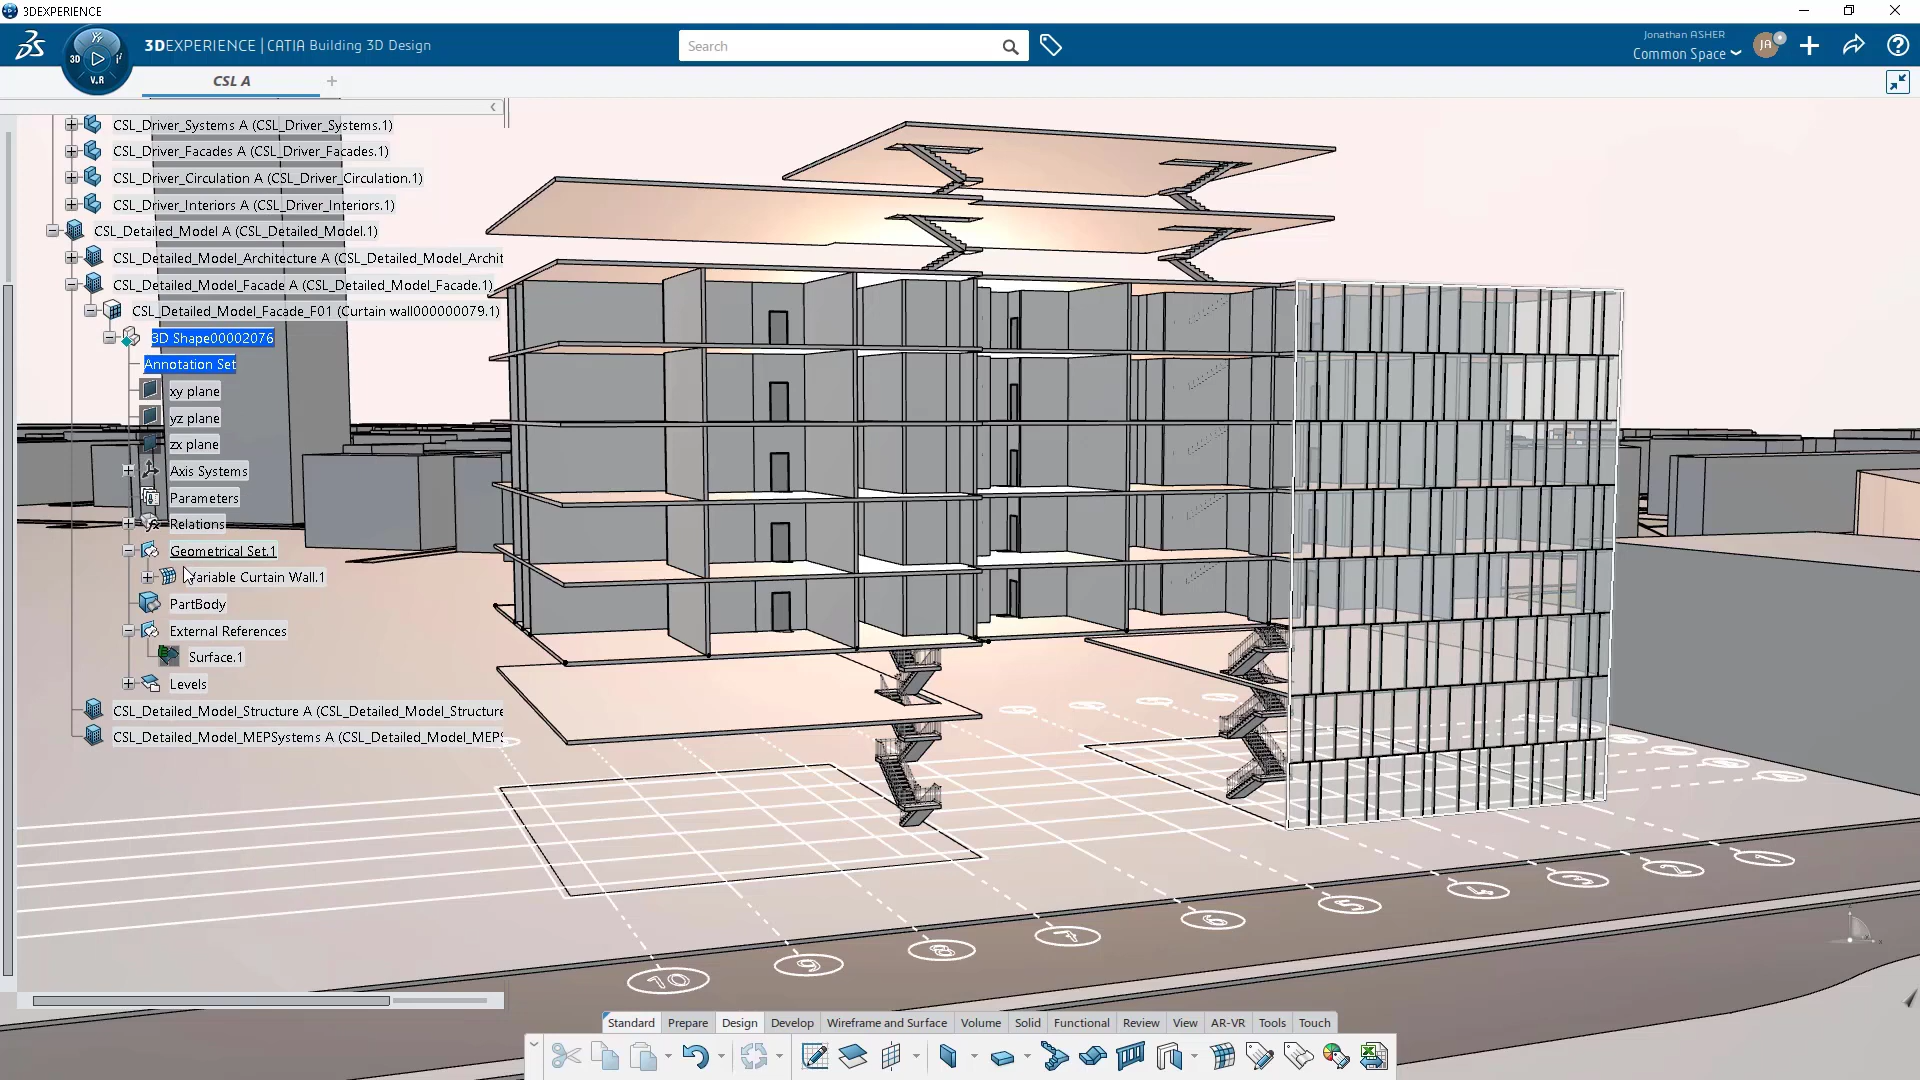 3DEXPERIENCE
3DEXPERIENCE | CATIA Building 3D Design
Search
Jonathan ASHER
Common Space
JA
3D
V.R
CSL A
CSL_Driver_Systems A (CSL_Driver_Systems.1)
CSL_Driver_Facades A (CSL_Driver_Facades.1)
CSL_Driver_Circulation A (CSL_Driver_Circulation.1)
CSL_Driver_Interiors A (CSL_Driver_Interiors.1)
CSL_Detailed_Model A (CSL_Detailed_Model.1)
CSL_Detailed_Model_Architecture A (CSL_Detailed_Model_Archit
CSL_Detailed_Model_Facade A (CSL_Detailed_Model_Facade.1)
CSL_Detailed_Model_Facade_F01 (Curtain wall000000079.1)
3D Shape00002076
Annotation Set
xy plane
yz plane
zx plane
Axis Systems
Parameters
Relations
Geometrical Set.1
Variable Curtain Wall.1
PartBody
External References
Surface.1
Levels
CSL_Detailed_Model_Structure A (CSL_Detailed_Model_Structure
CSL_Detailed_Model_MEPSystems A (CSL_Detailed_Model_MEPS
10
9
8
7
6
5
4
3
2
1
Standard
Prepare
Design
Develop
Wireframe and Surface
Volume
Solid
Functional
Review
View
AR-VR
Tools
Touch